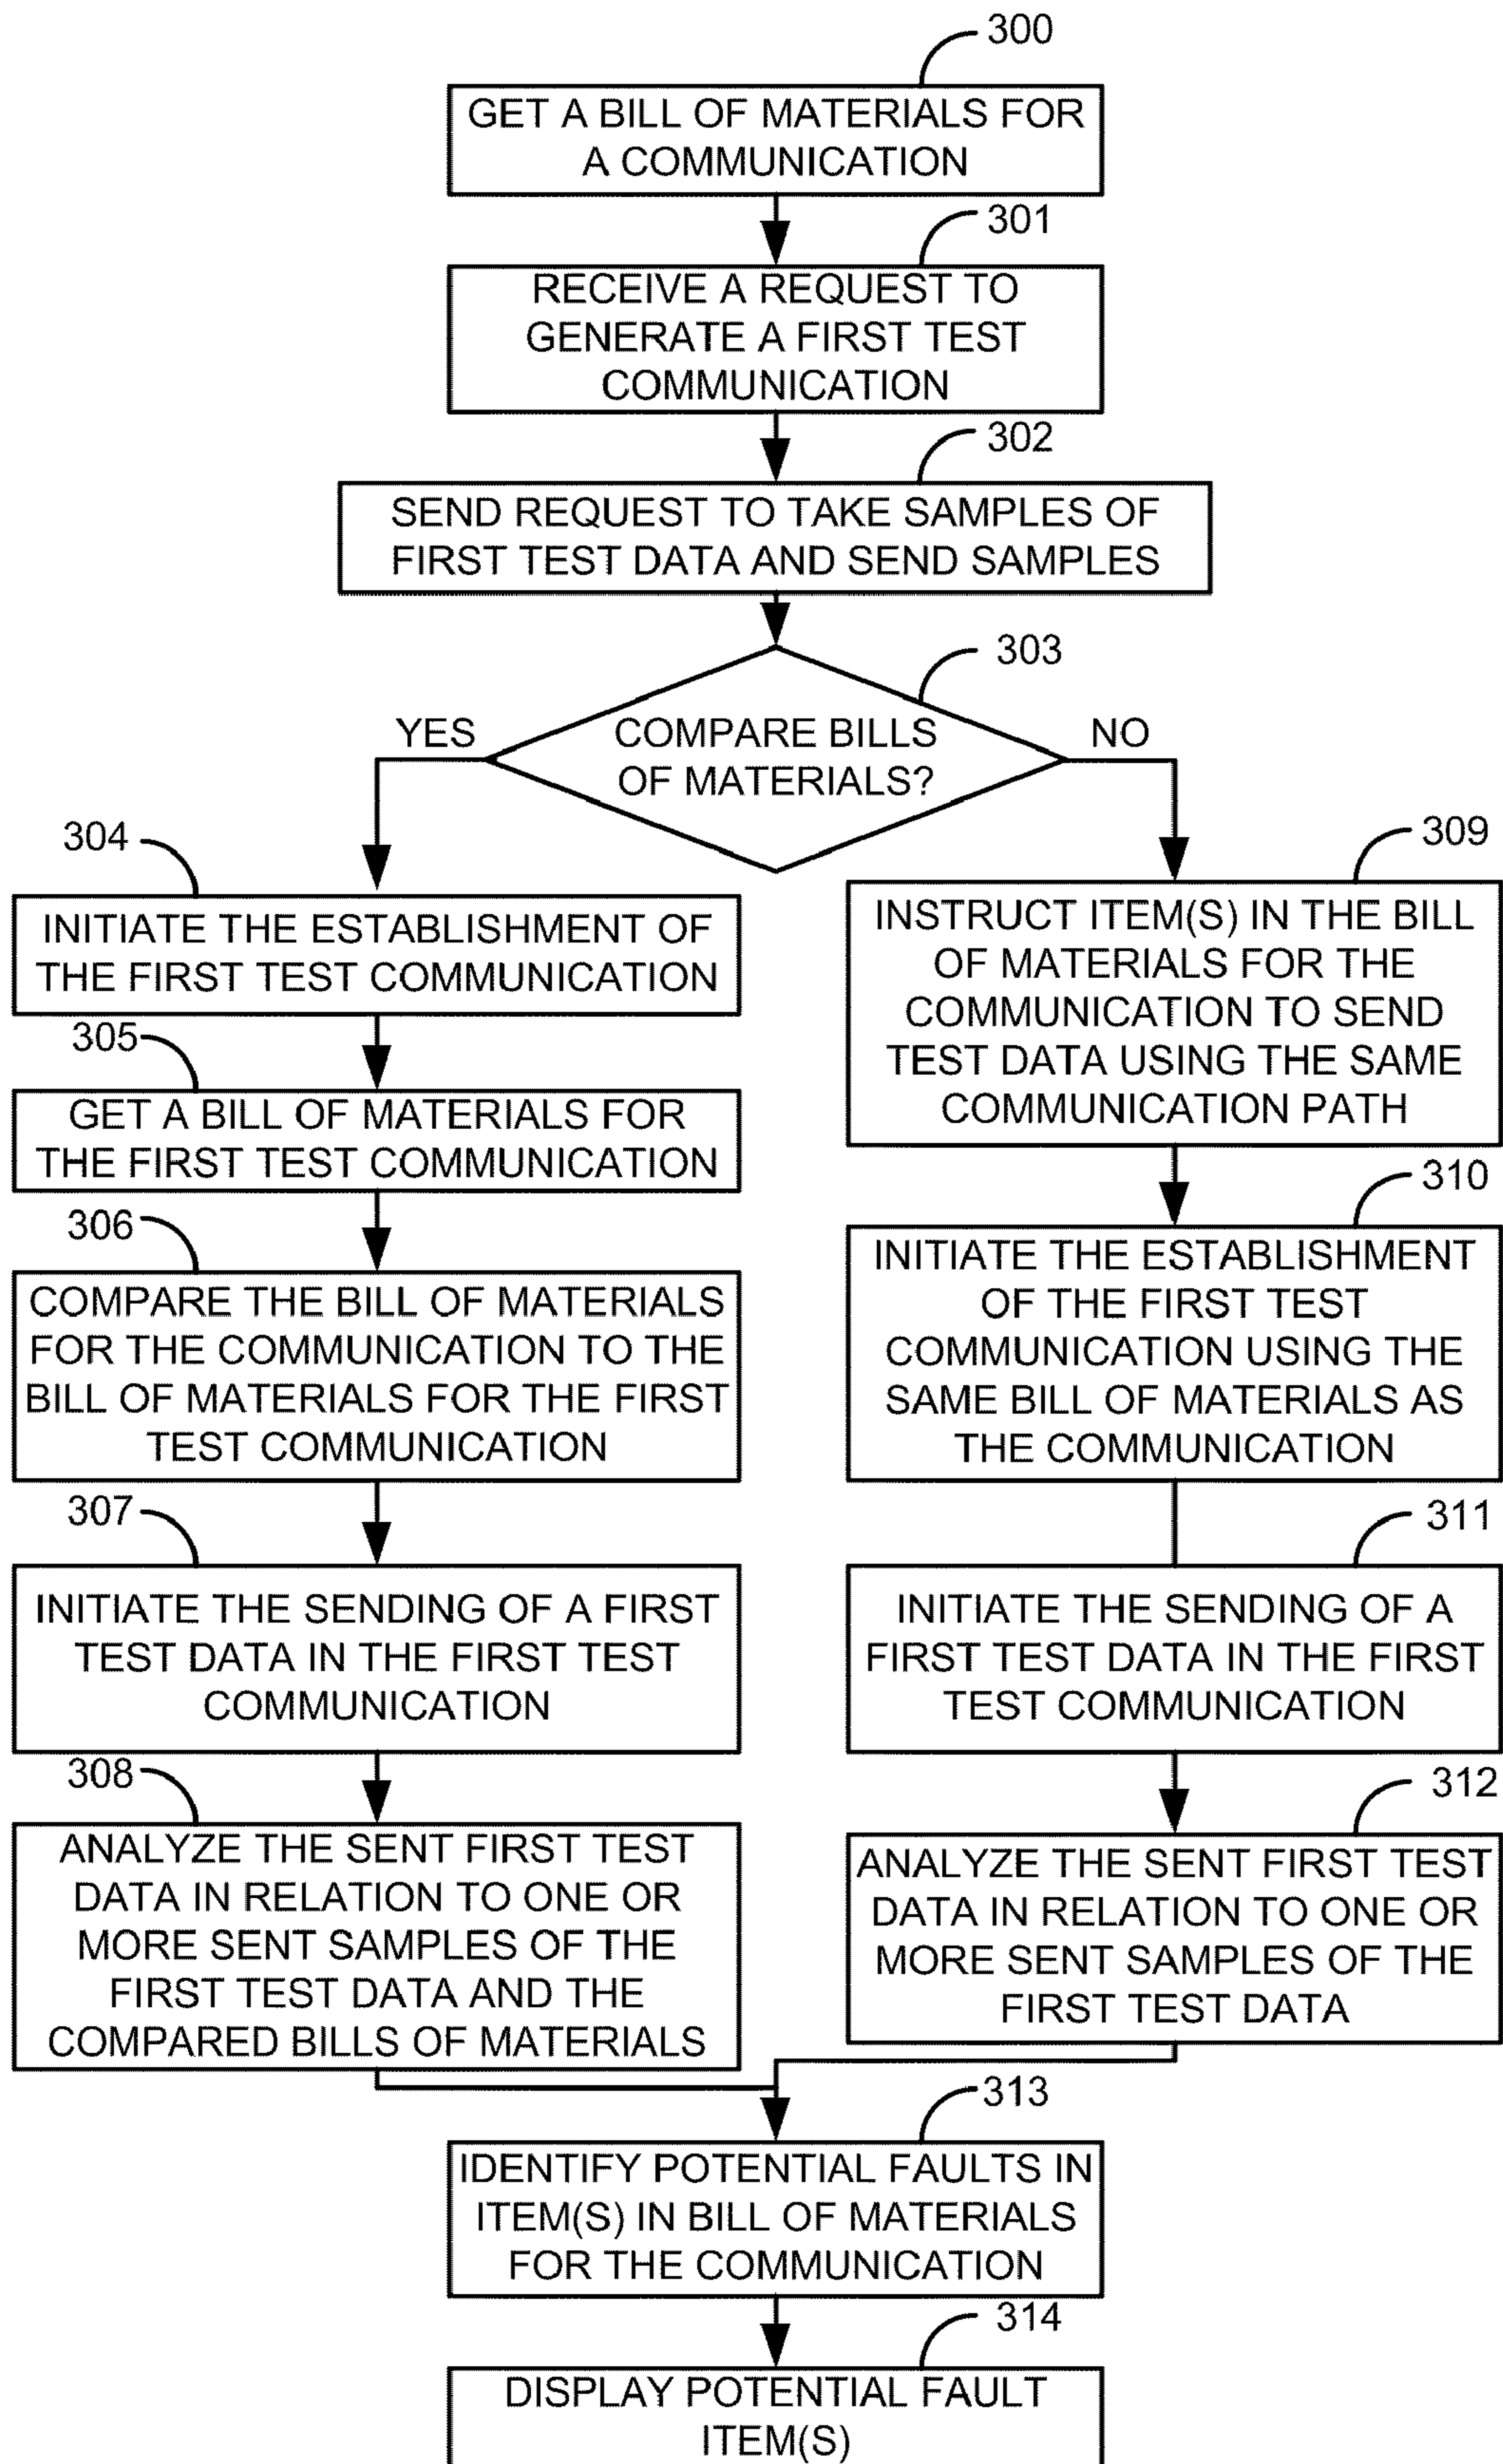 300
GET A BILL OF MATERIALS FOR
A COMMUNICATION
301
RECEIVE A REQUEST TO
GENERATE A FIRST TEST
COMMUNICATION
302
SEND REQUEST TO TAKE SAMPLES OF
FIRST TEST DATA AND SEND SAMPLES
303
COMPARE BILLS
OF MATERIALS?
YES
NO
304
INITIATE THE ESTABLISHMENT OF
THE FIRST TEST COMMUNICATION
305
GET A BILL OF MATERIALS FOR
THE FIRST TEST COMMUNICATION
306
COMPARE THE BILL OF MATERIALS
FOR THE COMMUNICATION TO THE
BILL OF MATERIALS FOR THE FIRST
TEST COMMUNICATION
307
INITIATE THE SENDING OF A FIRST
TEST DATA IN THE FIRST TEST
COMMUNICATION
308
ANALYZE THE SENT FIRST TEST
DATA IN RELATION TO ONE OR
MORE SENT SAMPLES OF THE
FIRST TEST DATA AND THE
COMPARED BILLS OF MATERIALS
309
INSTRUCT ITEM(S) IN THE BILL
OF MATERIALS FOR THE
COMMUNICATION TO SEND
TEST DATA USING THE SAME
COMMUNICATION PATH
310
INITIATE THE ESTABLISHMENT
OF THE FIRST TEST
COMMUNICATION USING THE
SAME BILL OF MATERIALS AS
THE COMMUNICATION
311
INITIATE THE SENDING OF A
FIRST TEST DATA IN THE FIRST
TEST COMMUNICATION
312
ANALYZE THE SENT FIRST TEST
DATA IN RELATION TO ONE OR
MORE SENT SAMPLES OF THE
FIRST TEST DATA
313
IDENTIFY POTENTIAL FAULTS IN
ITEM(S) IN BILL OF MATERIALS
FOR THE COMMUNICATION
314
DISPLAY POTENTIAL FAULT
ITEM(S)